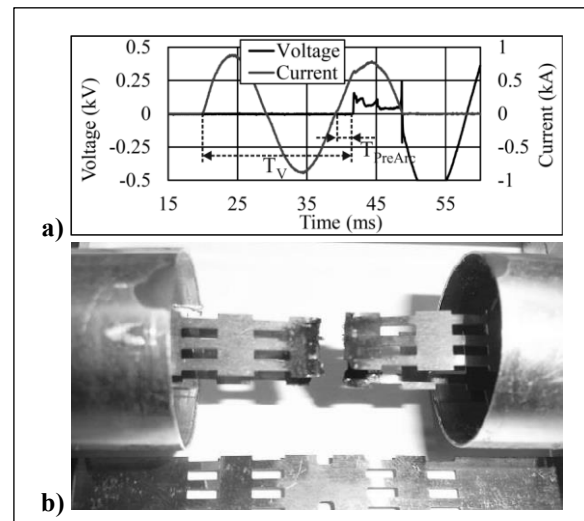 Voltage
Current
0.5
0.25
0
-0.25
-0.5
Voltage (kV)
1
0.5
0
-0.5
-1
Current (kA)
T_V
T_PreArc
15 25 35 45 55
Time (ms)
a)
b)